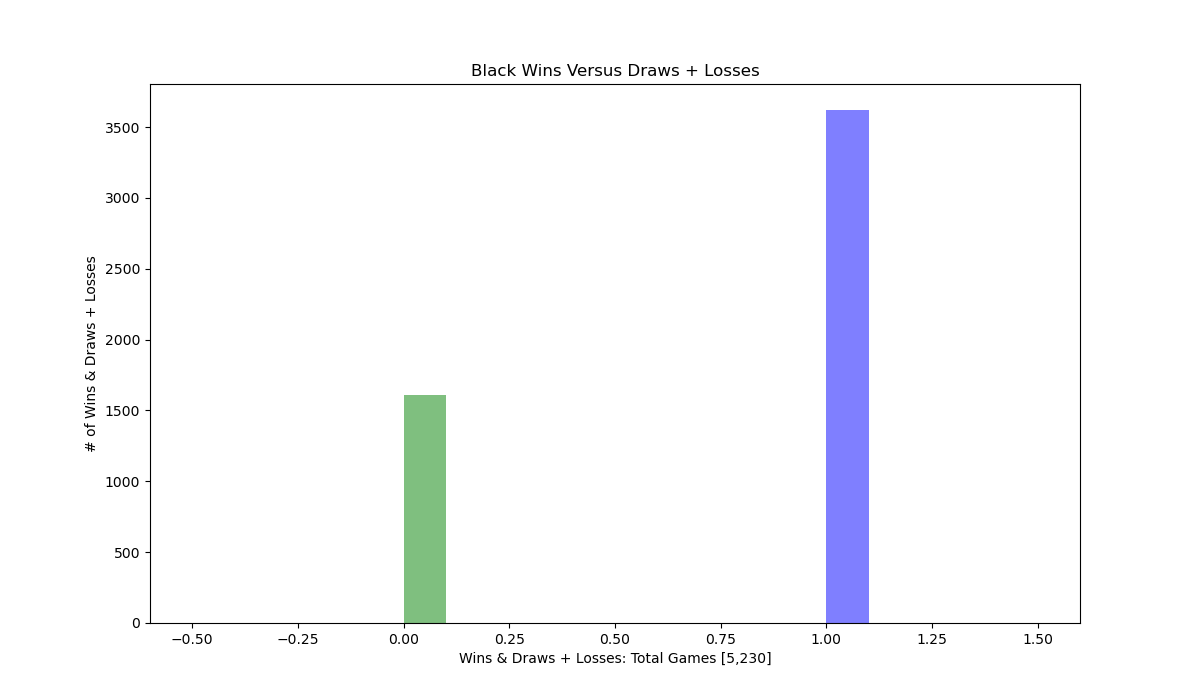 Black Wins Versus Draws + Losses
# of Wins & Draws + Losses
3500
3000
2500
2000
1500
1000
500
0
−0.50 −0.25 0.00 0.25 0.50 0.75 1.00 1.25 1.50
Wins & Draws + Losses: Total Games [5,230]